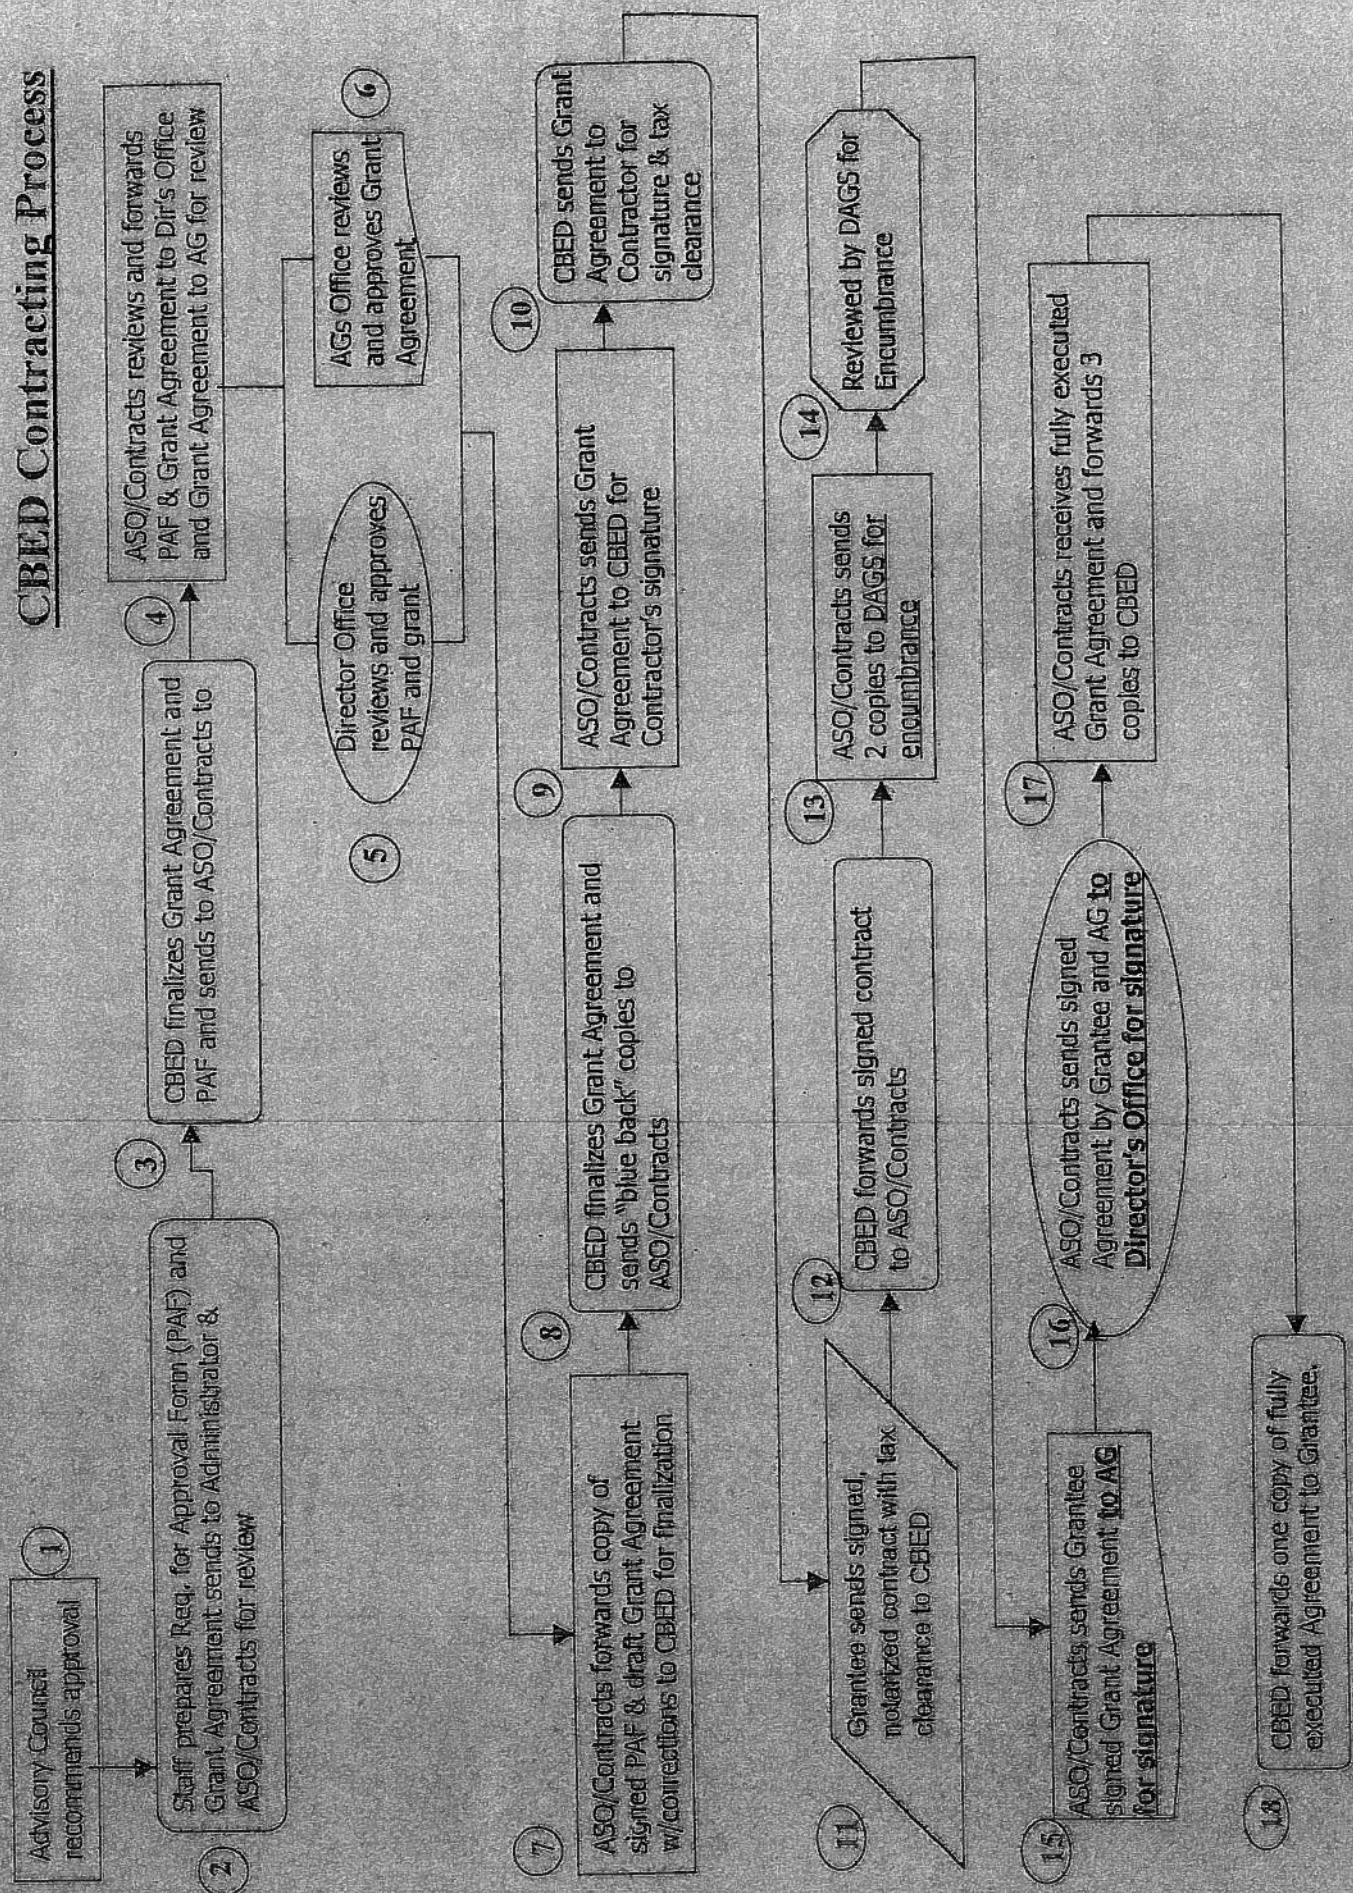 CBED Contracting Process
1
Advisory Council
recommends approval
2
Staff prepares Req. for Approval Form (PAF) and
Grant Agreement sends to Administrator &
ASO/Contracts for review
3
CBED finalizes Grant Agreement and
PAF and sends to ASO/Contracts to
4
ASO/Contracts reviews and forwards
PAF & Grant Agreement to Dir's Office
and Grant Agreement to AG for review
5
Director Office
reviews and approves
PAF and grant
6
AGs Office reviews
and approves Grant
Agreement
7
ASO/Contracts forwards copy of
signed PAF & draft Grant Agreement
w/corrections to CBED for finalization
8
CBED finalizes Grant Agreement and
sends "blue back" copies to
ASO/Contracts
9
ASO/Contracts sends Grant
Agreement to CBED for
Contractor's signature
10
CBED sends Grant
Agreement to
Contractor for
signature & tax
clearance
11
Grantee sends signed,
notarized contract with tax
clearance to CBED
12
CBED forwards signed contract
to ASO/Contracts
13
ASO/Contracts sends
2 copies to DAGS for
encumbrance
14
Reviewed by DAGS for
Encumbrance
15
ASO/Contracts sends Grantee
signed Grant Agreement to AG
for signature
16
ASO/Contracts sends signed
Agreement by Grantee and AG to
Director's Office for signature
17
ASO/Contracts receives fully executed
Grant Agreement and forwards 3
copies to CBED
18
CBED forwards one copy of fully
executed Agreement to Grantee.